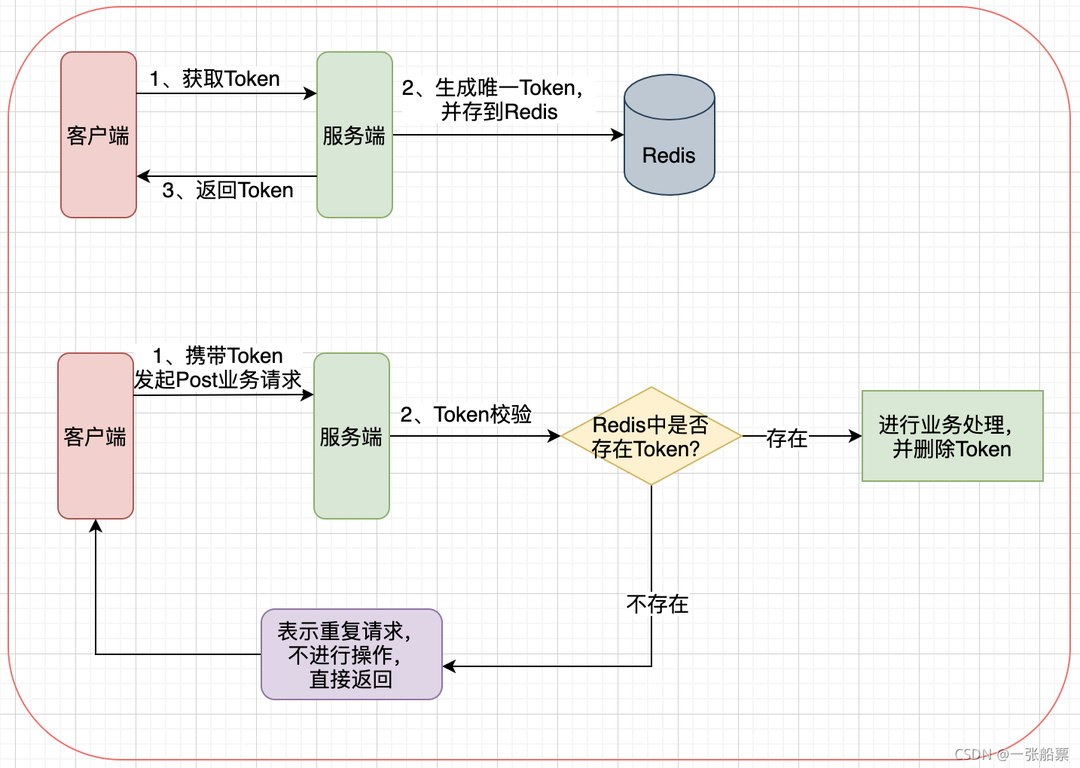 1、获取Token
2、生成唯一Token,
并存到Redis
客户端
服务端
Redis
3、返回Token
1、携带Token
发起Post业务请求
客户端
服务端
2、Token校验
Redis中是否
存在Token?
存在
进行业务处理,
并删除Token
不存在
表示重复请求,
不进行操作,
直接返回
CSDN @一张船票